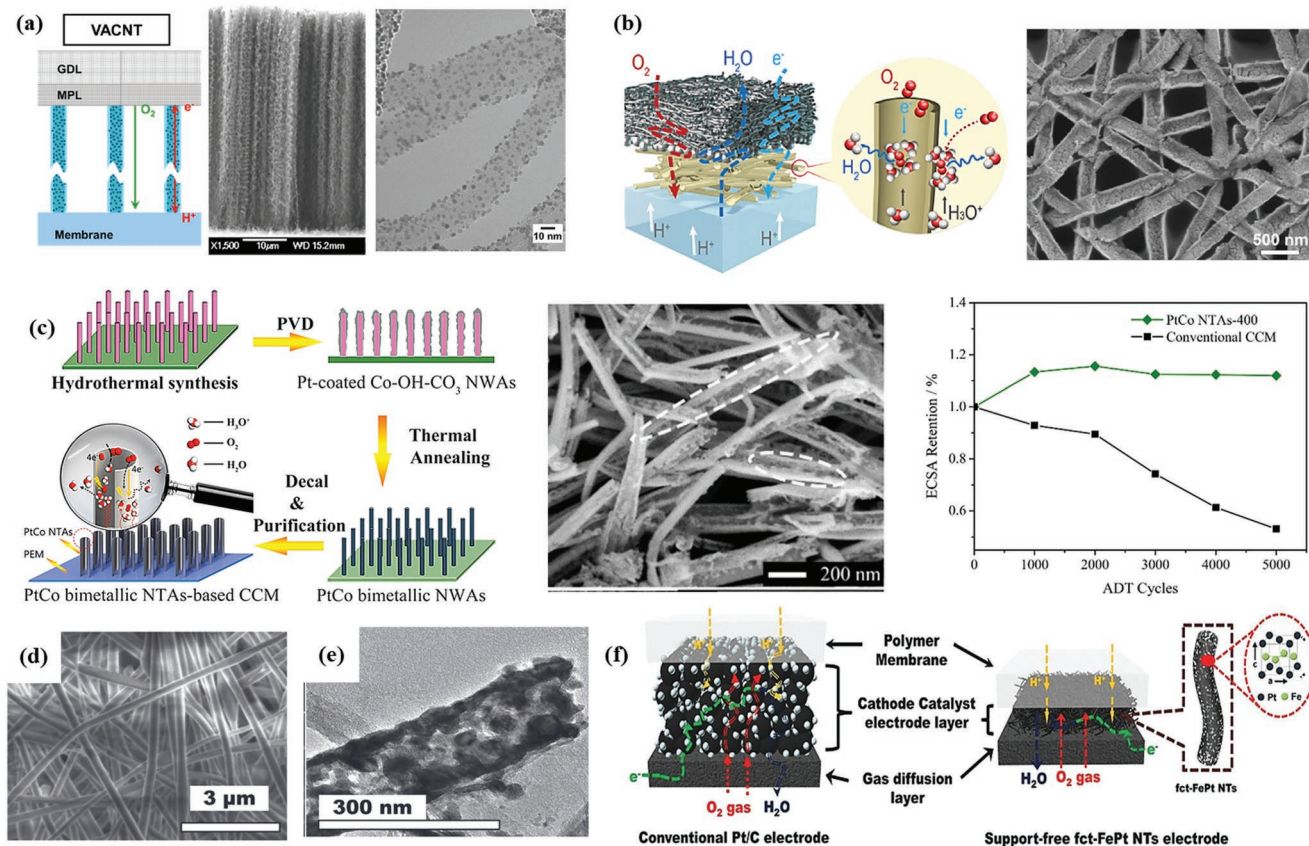 (a)
VACNT
GDL
MPL
O₂
e⁻
H⁺
Membrane
X1,500 10µm WD 15.2mm
10 nm
(b)
O₂
H₂O
e⁻
H⁺
H⁺
H⁺
O₂
e⁻
e⁻
H₂O
H₃O⁺
500 nm
(c)
Hydrothermal synthesis
PVD
Pt-coated Co-OH-CO₃ NWAs
Thermal
Annealing
PtCo bimetallic NWAs
Decal
&
Purification
H₃O⁺
O₂
H₂O
4e⁻
4e⁻
PtCo NTAs
PEM
PtCo bimetallic NTAs-based CCM
200 nm
PtCo NTAs-400
Conventional CCM
ECSA Retention / %
1.4
1.2
1.0
0.8
0.6
0
1000
2000
3000
4000
5000
ADT Cycles
(d)
3 µm
(e)
300 nm
(f)
H⁺
H⁺
e⁻
O₂ gas
H₂O
Conventional Pt/C electrode
Polymer
Membrane
Cathode Catalyst
electrode layer
Gas diffusion
layer
H⁺
H⁺
H₂O
O₂ gas
e⁻
Support-free fct-FePt NTs electrode
fct-FePt NTs
c
a
Pt
Fe